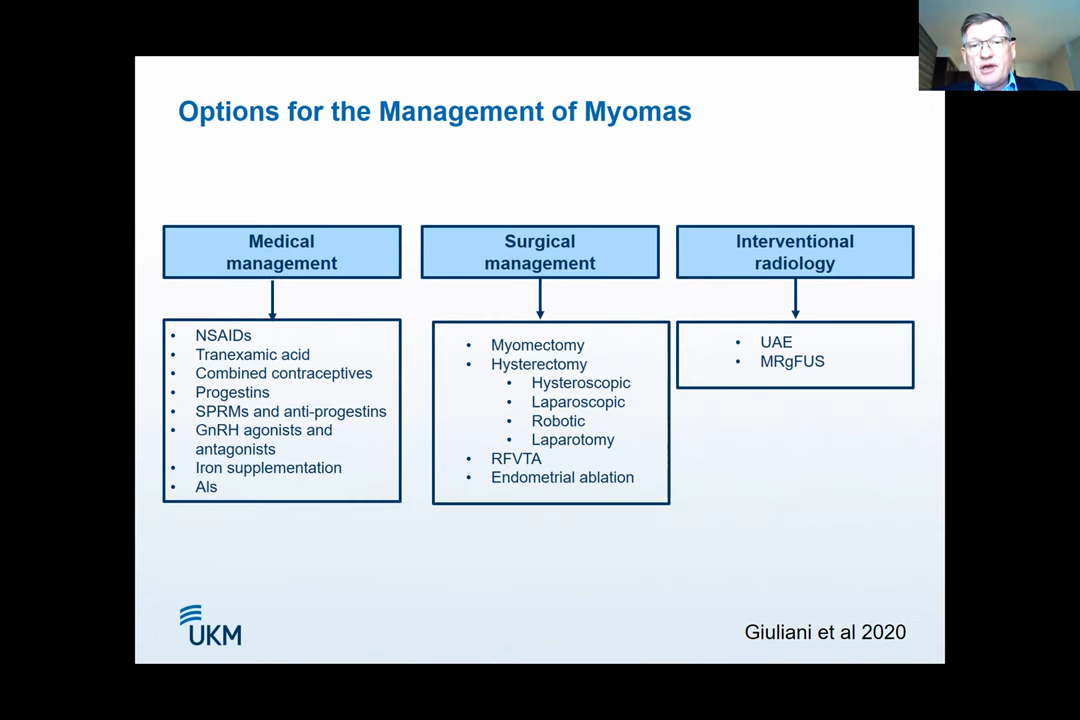 Options for the Management of Myomas
Medical
management
Surgical
management
Interventional
radiology
• NSAIDs
• Tranexamic acid
• Combined contraceptives
• Progestins
• SPRMs and anti-progestins
• GnRH agonists and
antagonists
• Iron supplementation
• AIs
• Myomectomy
• Hysterectomy
• Hysteroscopic
• Laparoscopic
• Robotic
• Laparotomy
• RFVTA
• Endometrial ablation
• UAE
• MRgFUS
UKM
Giuliani et al 2020